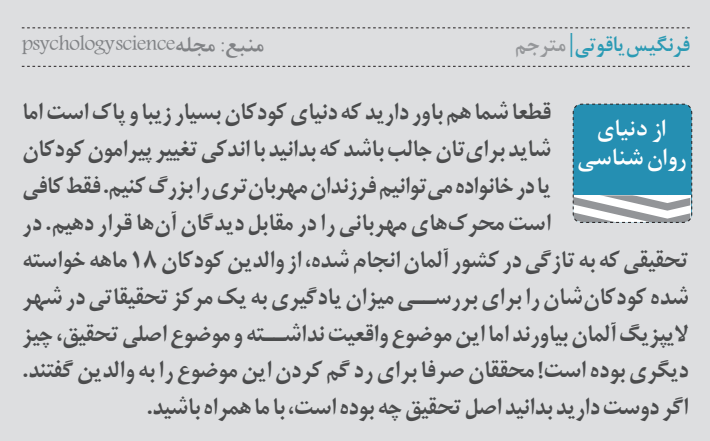 فرنگیس یاقوتی| مترجم
منبع: مجله psychologyscience
از دنیای
روان شناسی
قطعا شما هم باور دارید که دنیای کودکان بسیار زیبا و پاک است اما
شاید برای‌تان جالب باشد که بدانید با اندکی تغییر پیرامون کودکان
یا در خانواده می‌توانیم فرزندان مهربان‌تری را بزرگ کنیم. فقط کافی
است محرک‌های مهربانی را در مقابل دیدگان آن‌ها قرار دهیم. در
تحقیقی که به تازگی در کشور آلمان انجام شده، از والدین کودکان ۱۸ ماهه خواسته
شده کودکان‌شان را برای بررسی میزان یادگیری به یک مرکز تحقیقاتی در شهر
لایپزیگ آلمان بیاورند اما این موضوع واقعیت نداشته و موضوع اصلی تحقیق، چیز
دیگری بوده است! محققان صرفا برای رد گم کردن این موضوع را به والدین گفتند.
اگر دوست دارید بدانید اصل تحقیق چه بوده است، با ما همراه باشید.